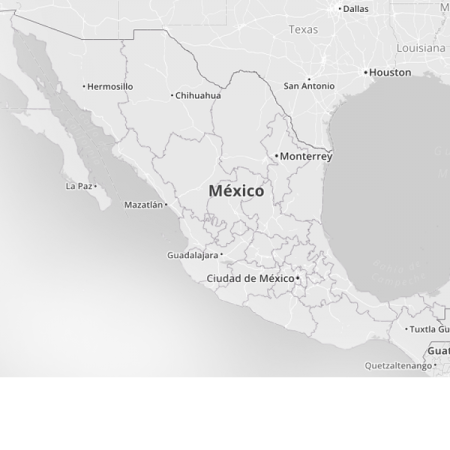 Dallas
M
Texas
Louisiana
Houston
San Antonio
Hermosillo
Chihuahua
Monterrey
México
La Paz
Mazatlán
Guadalajara
Ciudad de México
Tuxtla Gu
Guat
Quetzaltenango